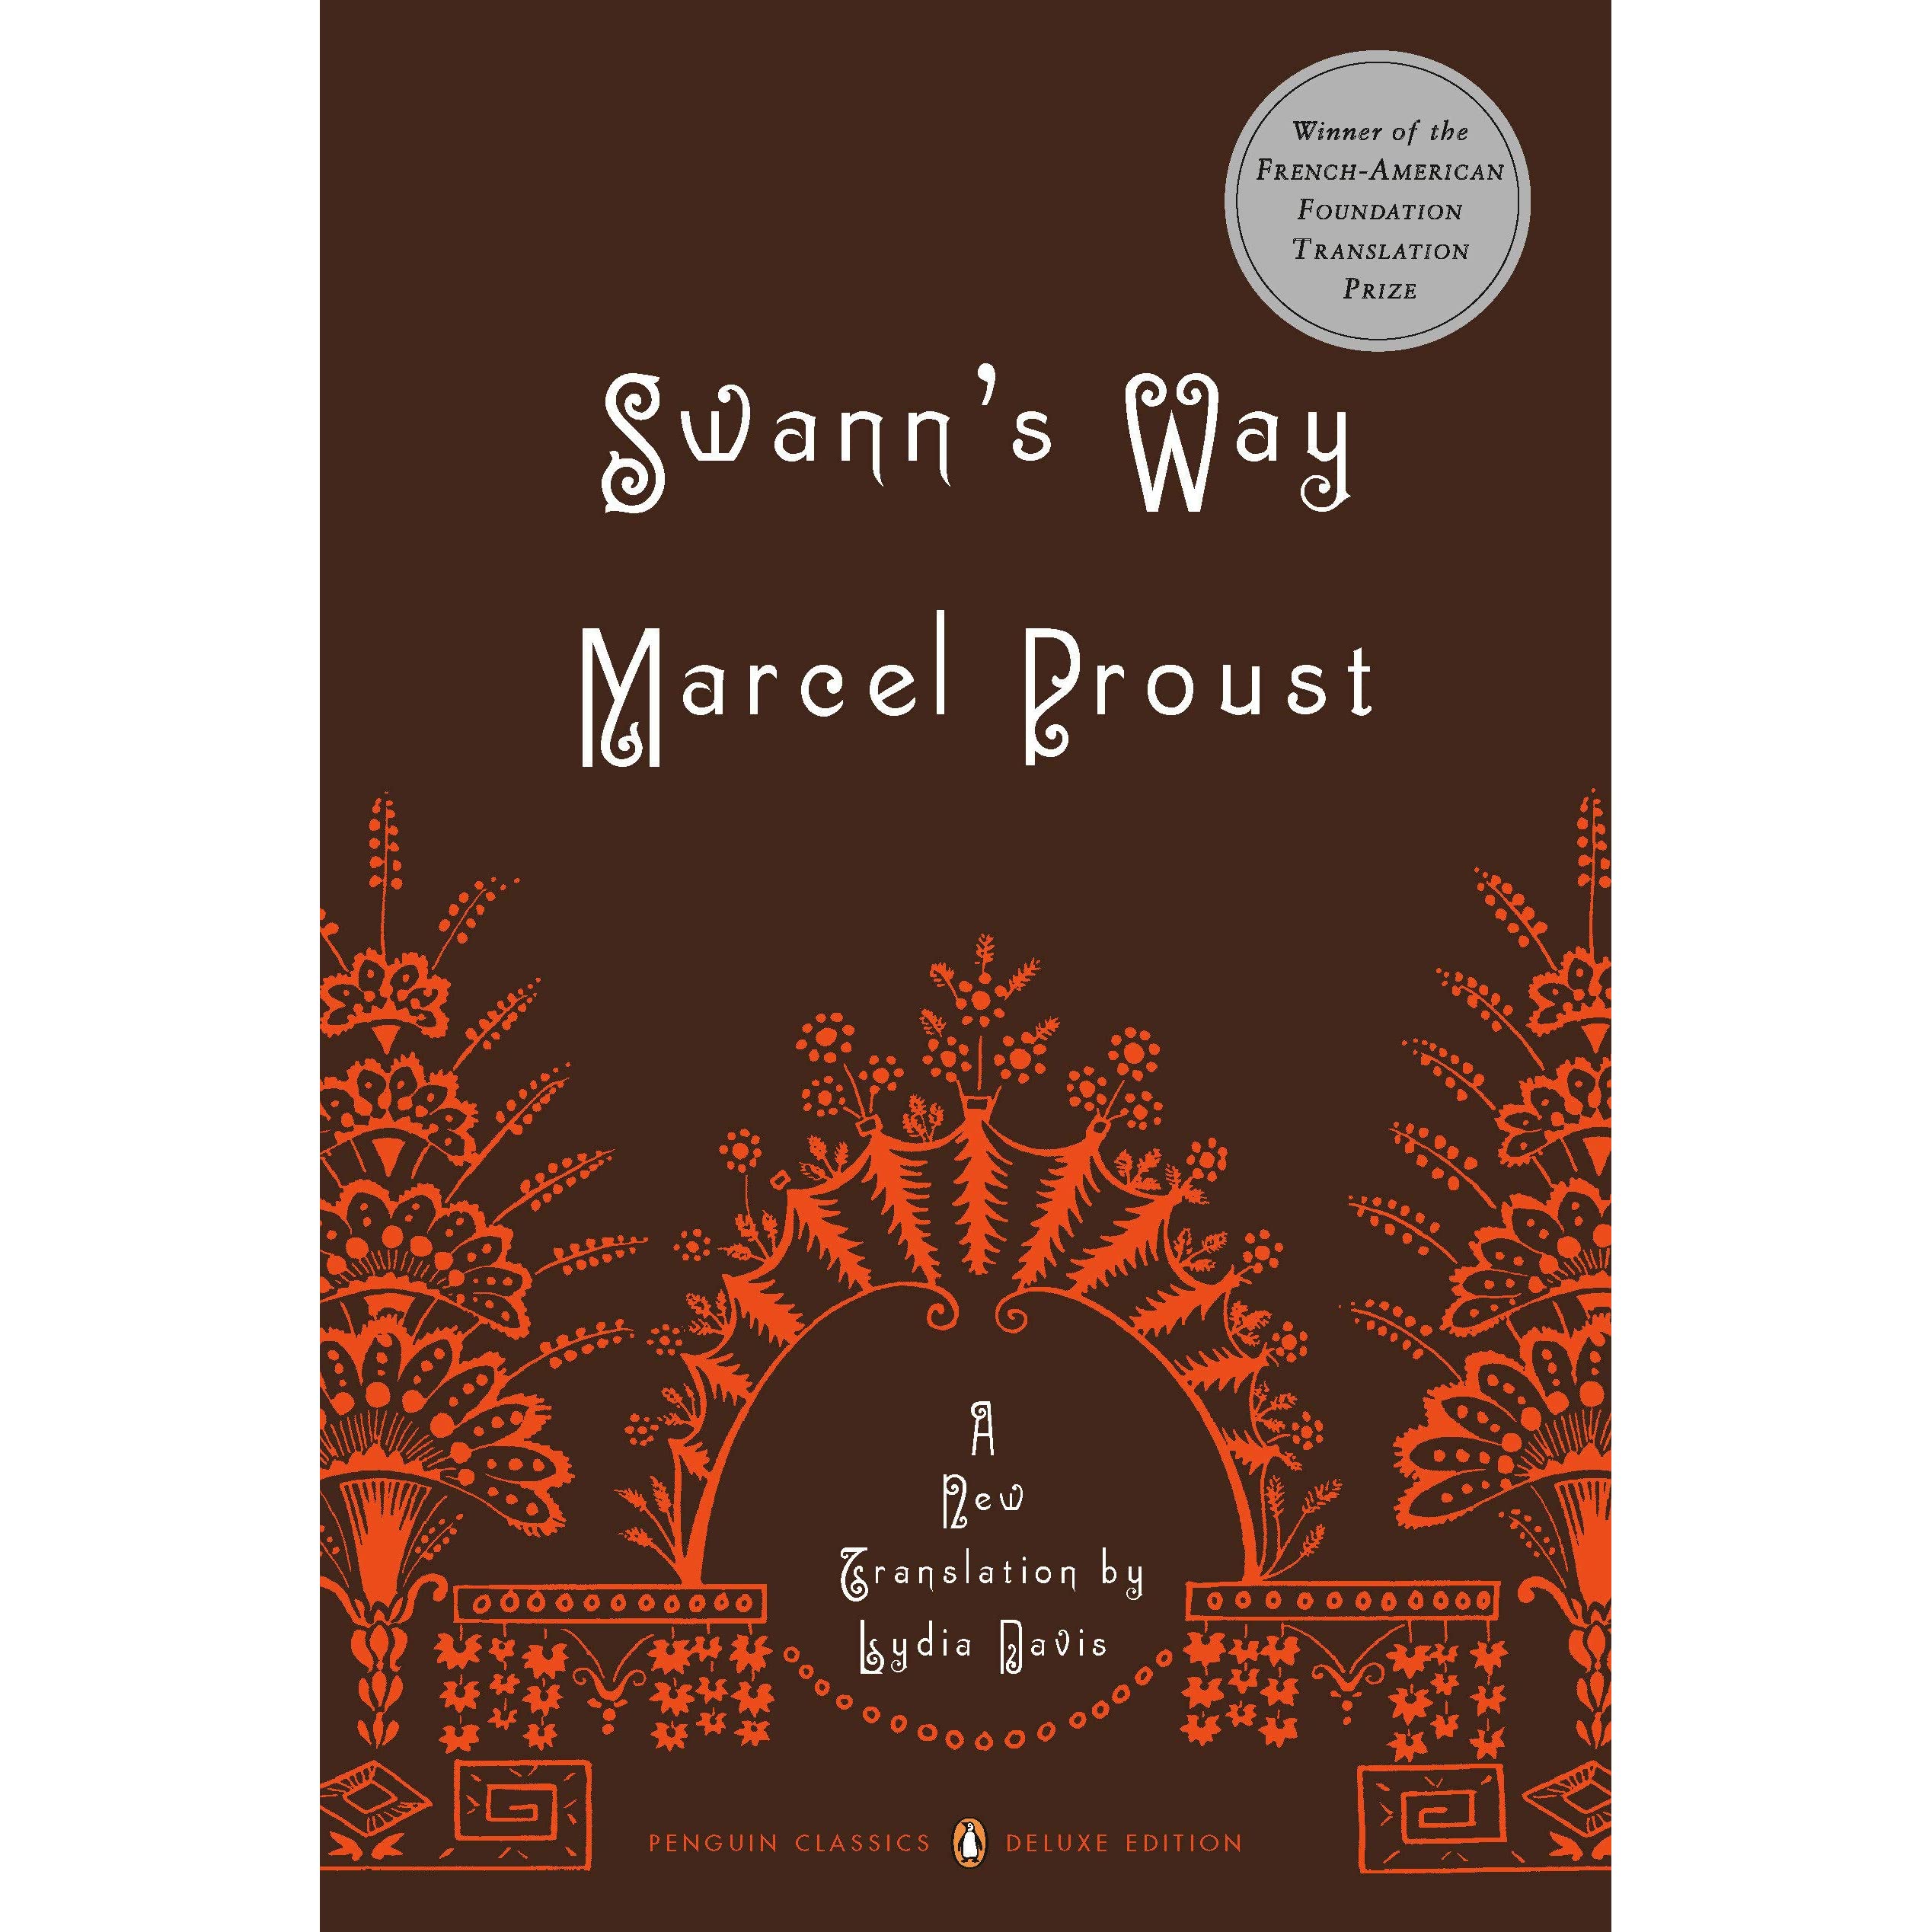 Winner of the
FRENCH-AMERICAN
FOUNDATION
TRANSLATION
PRIZE
Swann's Way
Marcel Proust
A
New
Translation by
Lydia Davis
PENGUIN CLASSICS DELUXE EDITION